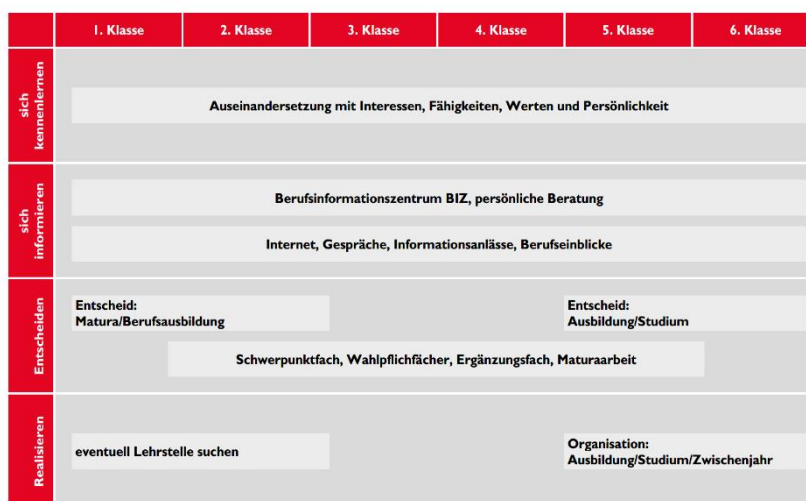 1. Klasse 2. Klasse 3. Klasse 4. Klasse 5. Klasse 6. Klasse
sich
kennenlernen
Auseinandersetzung mit Interessen, Fähigkeiten, Werten und Persönlichkeit
sich
informieren
Berufsinformationszentrum BIZ, persönliche Beratung
Internet, Gespräche, Informationsanlässe, Berufseinblicke
Entscheiden
Entscheid:
Matura/Berufsausbildung
Entscheid:
Ausbildung/Studium
Schwerpunktfach, Wahlpflichfächer, Ergänzungsfach, Maturaarbeit
Realisieren
eventuell Lehrstelle suchen
Organisation:
Ausbildung/Studium/Zwischenjahr